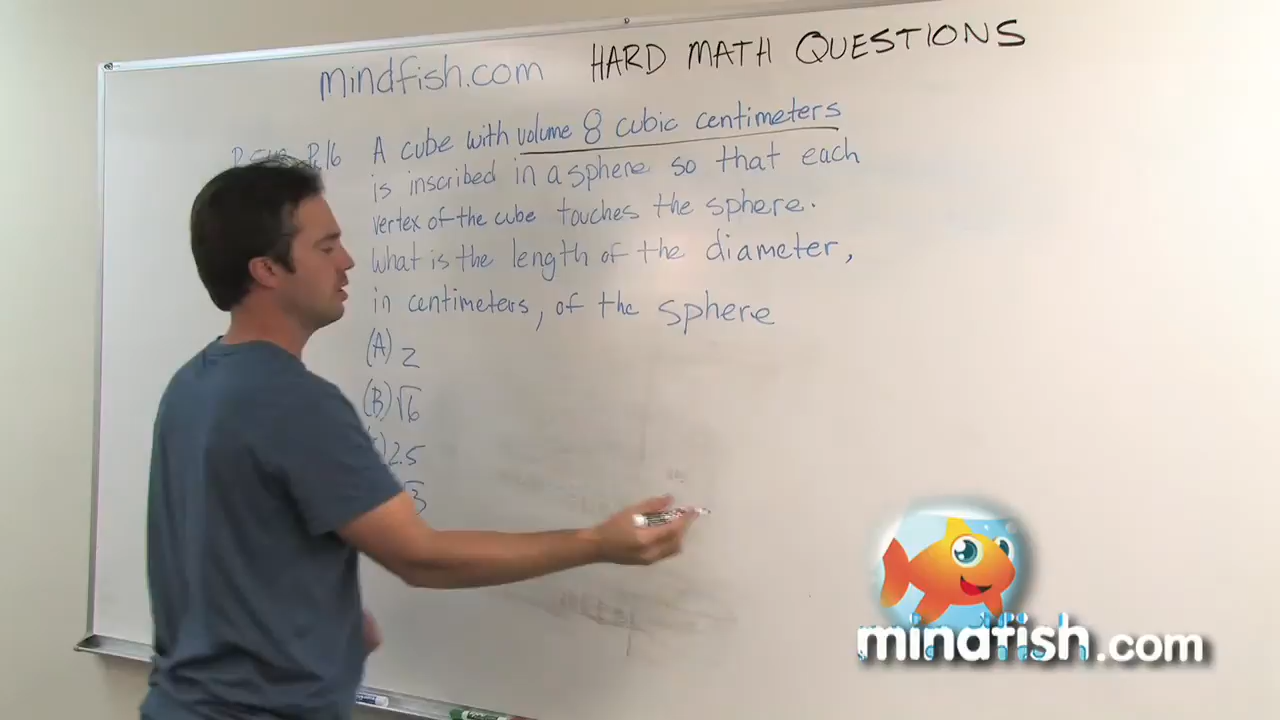 mindfish.com HARD MATH QUESTIONS
A cube with volume 8 cubic centimeters
is inscribed in a sphere so that each
vertex of the cube touches the sphere.
What is the length of the diameter,
in centimeters, of the sphere
(A) 2
(B) √6
2.5
√3
mindfish.com